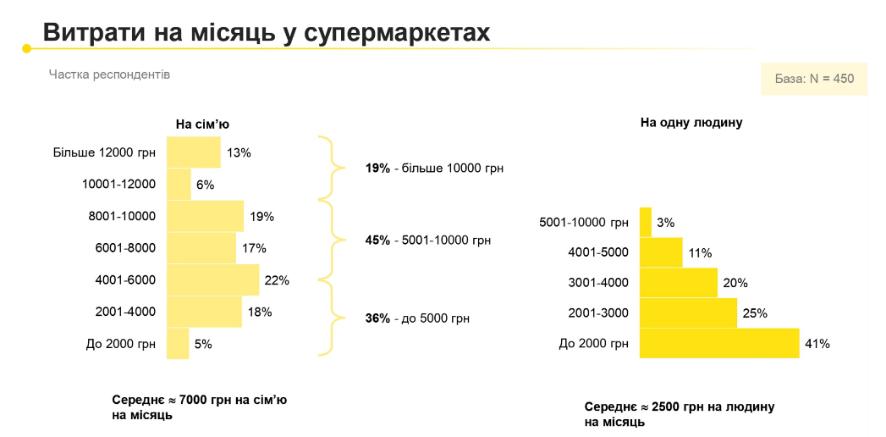 Витрати на місяць у супермаркетах
Частка респондентів
База: N = 450
На сім’ю
Більше 12000 грн 13%
10001-12000 6%
8001-10000 19%
6001-8000 17%
4001-6000 22%
2001-4000 18%
До 2000 грн 5%
19% - більше 10000 грн
45% - 5001-10000 грн
36% - до 5000 грн
Середнє ≈ 7000 грн на сім’ю
на місяць
На одну людину
5001-10000 грн 3%
4001-5000 11%
3001-4000 20%
2001-3000 25%
До 2000 грн 41%
Середнє ≈ 2500 грн на людину
на місяць